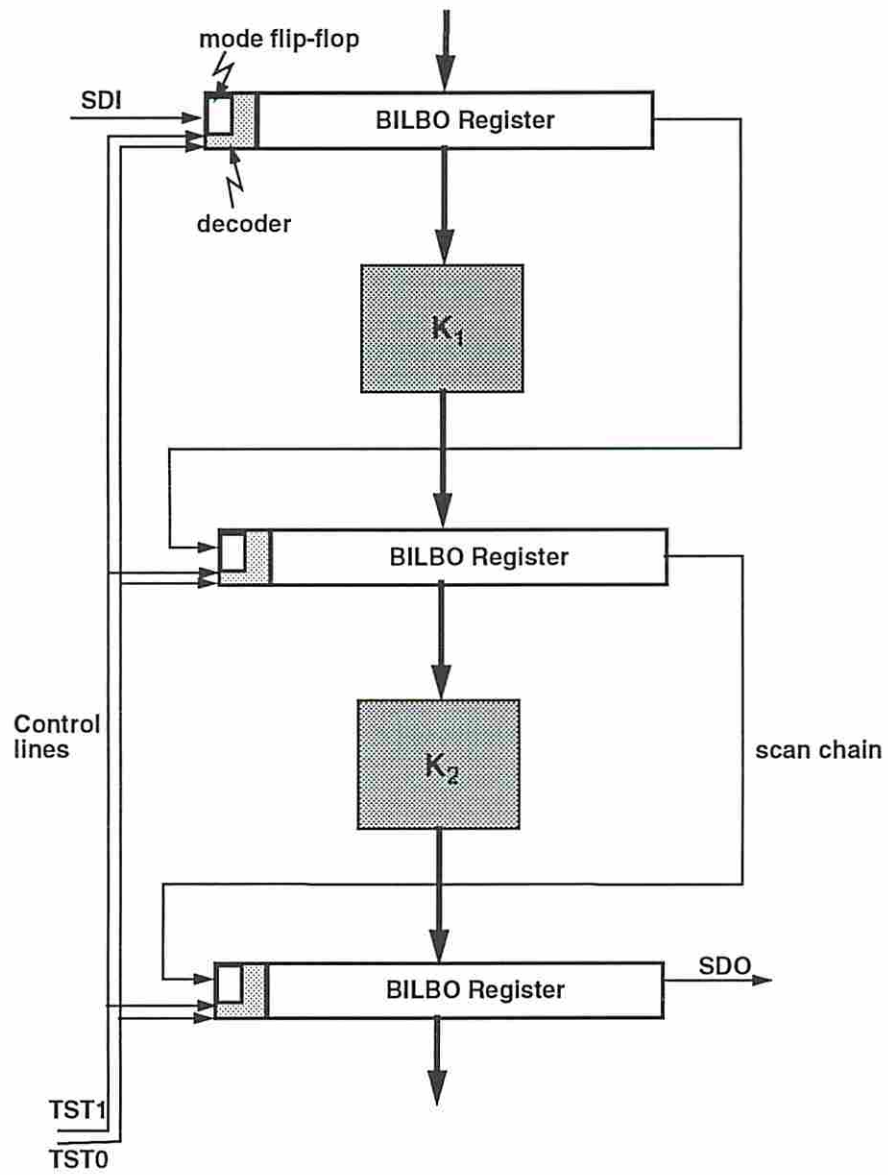 mode flip-flop
SDI
BILBO Register
decoder
K1
BILBO Register
Control
lines
K2
scan chain
BILBO Register
SDO
TST1
TST0